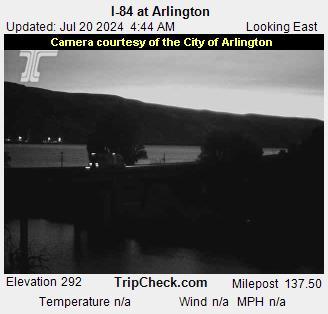 I-84 at Arlington
Updated: Jul 20 2024 4:44 AM Looking East
Camera courtesy of the City of Arlington
Elevation 292 TripCheck.com Milepost 137.50
Temperature n/a Wind n/a MPH n/a